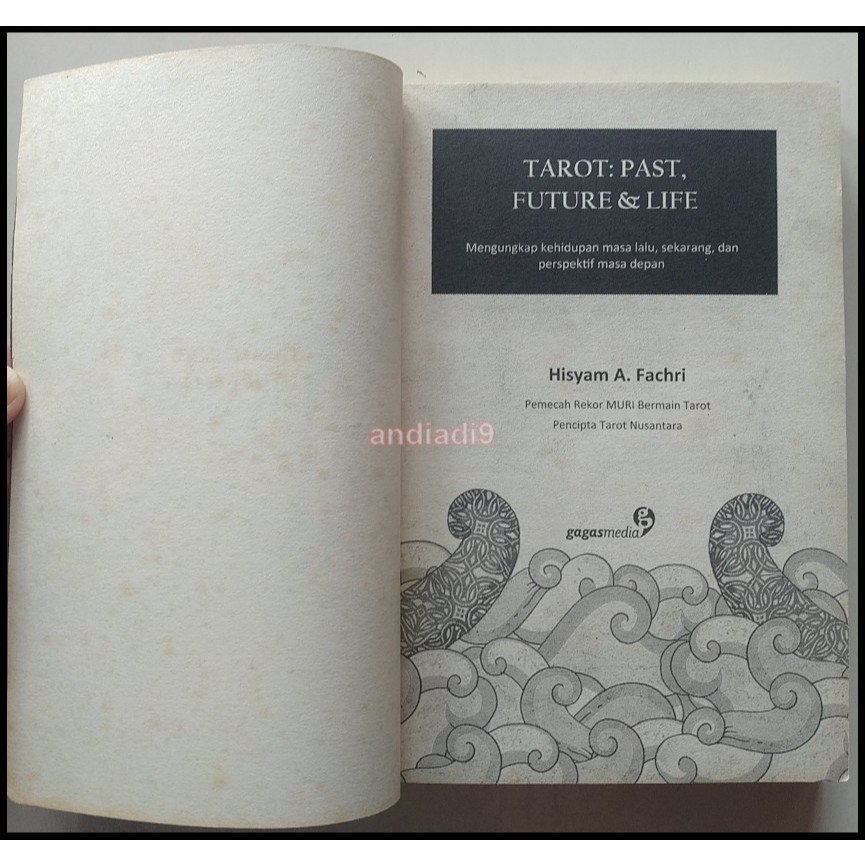 TAROT: PAST,
FUTURE & LIFE
Mengungkap kehidupan masa lalu, sekarang, dan
perspektif masa depan
Hisyam A. Fachri
Pemecah Rekor MURI Bermain Tarot
Pencipta Tarot Nusantara
andiadi9
gagasmedia